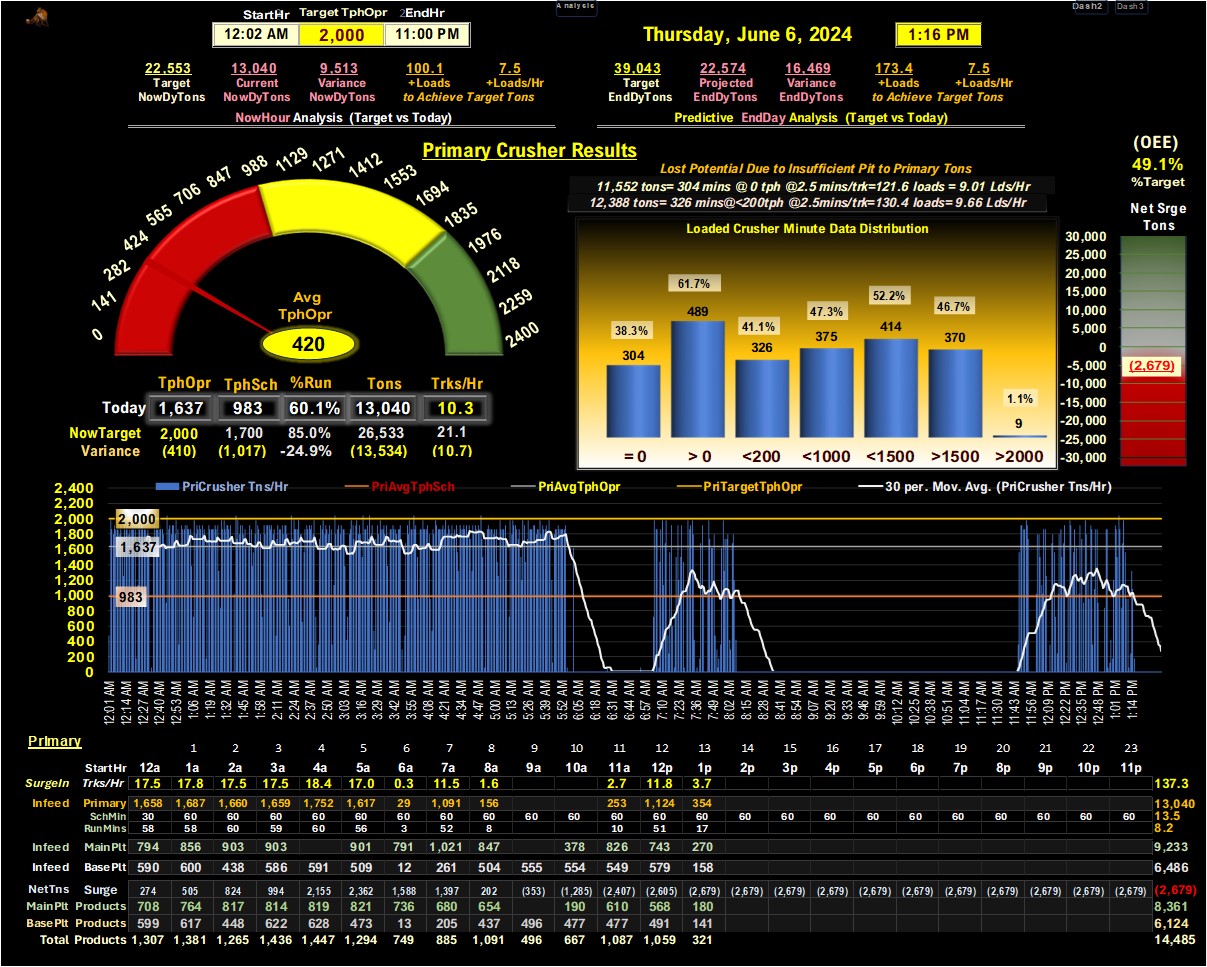 Analysis
Dash2 Dash3
StartHr Target TphOpr 2EndHr
12:02 AM 2,000 11:00 PM
Thursday, June 6, 2024 1:16 PM
22,553 13,040 9,513 100.1 7.5
Target Current Variance +Loads +Loads/Hr
NowDyTons NowDyTons NowDyTons to Achieve Target Tons
NowHour Analysis (Target vs Today)
39,043 22,574 16,469 173.4 7.5
Target Projected Variance +Loads +Loads/Hr
EndDyTons EndDyTons EndDyTons to Achieve Target Tons
Predictive EndDay Analysis (Target vs Today)
Primary Crusher Results
0 141 282 424 565 706 847 988 1129 1271 1412 1553 1694 1835 1976 2118 2259 2400
Avg
TphOpr
420
TphOpr TphSch %Run Tons Trks/Hr
Today 1,637 983 60.1% 13,040 10.3
NowTarget 2,000 1,700 85.0% 26,533 21.1
Variance (410) (1,017) -24.9% (13,534) (10.7)
Lost Potential Due to Insufficient Pit to Primary Tons
11,552 tons= 304 mins @ 0 tph @2.5 mins/trk=121.6 loads= 9.01 Lds/Hr
12,388 tons= 326 mins@<200tph @2.5mins/trk=130.4 loads= 9.66 Lds/Hr
Loaded Crusher Minute Data Distribution
38.3% 61.7% 41.1% 47.3% 52.2% 46.7% 1.1%
304 489 326 375 414 370 9
= 0 > 0 <200 <1000 <1500 >1500 >2000
(OEE)
49.1%
%Target
Net Srge
Tons
30,000
25,000
20,000
15,000
10,000
5,000
0
-5,000
-10,000
-15,000
-20,000
-25,000
-30,000
(2,679)
PriCrusher Tns/Hr PriAvgTphSch PriAvgTphOpr PriTargetTphOpr 30 per. Mov. Avg. (PriCrusher Tns/Hr)
2,400
2,200
2,000
1,800
1,600
1,400
1,200
1,000
800
600
400
200
0
2,000
1,637
983
12:01 AM 12:14 AM 12:27 AM 12:40 AM 12:53 AM 1:06 AM 1:19 AM 1:32 AM 1:45 AM 1:58 AM 2:11 AM 2:24 AM 2:37 AM 2:50 AM 3:03 AM 3:16 AM 3:29 AM 3:42 AM 3:55 AM 4:08 AM 4:21 AM 4:34 AM 4:47 AM 5:00 AM 5:13 AM 5:26 AM 5:39 AM 5:52 AM 6:05 AM 6:18 AM 6:31 AM 6:44 AM 6:57 AM 7:10 AM 7:23 AM 7:36 AM 7:49 AM 8:02 AM 8:15 AM 8:28 AM 8:41 AM 8:54 AM 9:07 AM 9:20 AM 9:33 AM 9:46 AM 9:59 AM 10:12 AM 10:25 AM 10:38 AM 10:51 AM 11:04 AM 11:17 AM 11:30 AM 11:43 AM 11:56 AM 12:09 PM 12:22 PM 12:35 PM 12:48 PM 1:01 PM 1:14 PM
Primary
1 2 3 4 5 6 7 8 9 10 11 12 13 14 15 16 17 18 19 20 21 22 23
StartHr 12a 1a 2a 3a 4a 5a 6a 7a 8a 9a 10a 11a 12p 1p 2p 3p 4p 5p 6p 7p 8p 9p 10p 11p
SurgeIn Trks/Hr 17.5 17.8 17.5 17.5 18.4 17.0 0.3 11.5 1.6 2.7 11.8 3.7 137.3
Infeed Primary 1,658 1,687 1,660 1,659 1,752 1,617 29 1,091 156 253 1,124 354 13,040
SchMin 30 60 60 60 60 60 60 60 60 60 60 60 60 60 60 60 60 60 60 60 60 60 60 60 13.5
RunMins 58 58 60 59 60 56 3 52 8 10 51 17 8.2
Infeed MainPlt 794 856 903 903 901 791 1,021 847 378 826 743 270 9,233
Infeed BasePlt 590 600 438 586 591 509 12 261 504 555 554 549 579 158 6,486
NetTns Surge 274 505 824 994 2,155 2,362 1,588 1,397 202 (353) (1,285) (2,407) (2,605) (2,679) (2,679) (2,679) (2,679) (2,679) (2,679) (2,679) (2,679) (2,679) (2,679) (2,679) (2,679)
MainPlt Products 708 764 817 814 819 821 736 680 654 190 610 568 180 8,361
BasePlt Products 599 617 448 622 628 473 13 205 437 496 477 477 491 141 6,124
Total Products 1,307 1,381 1,265 1,436 1,447 1,294 749 885 1,091 496 667 1,087 1,059 321 14,485